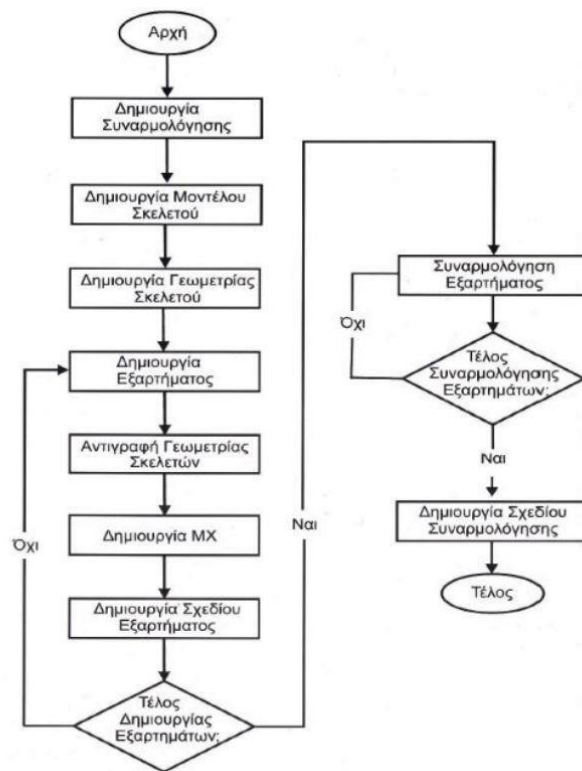 Αρχή
Δημιουργία
Συναρμολόγησης
Δημιουργία Μοντέλου
Σκελετού
Δημιουργία Γεωμετρίας
Σκελετού
Δημιουργία
Εξαρτήματος
Αντιγραφή Γεωμετρίας
Σκελετών
Δημιουργία ΜΧ
Δημιουργία Σχεδίου
Εξαρτήματος
Τέλος
Δημιουργίας
Εξαρτημάτων;
Όχι
Ναι
Συναρμολόγηση
Εξαρτήματος
Όχι
Τέλος
Συναρμολόγησης
Εξαρτημάτων;
Ναι
Δημιουργία Σχεδίου
Συναρμολόγησης
Τέλος